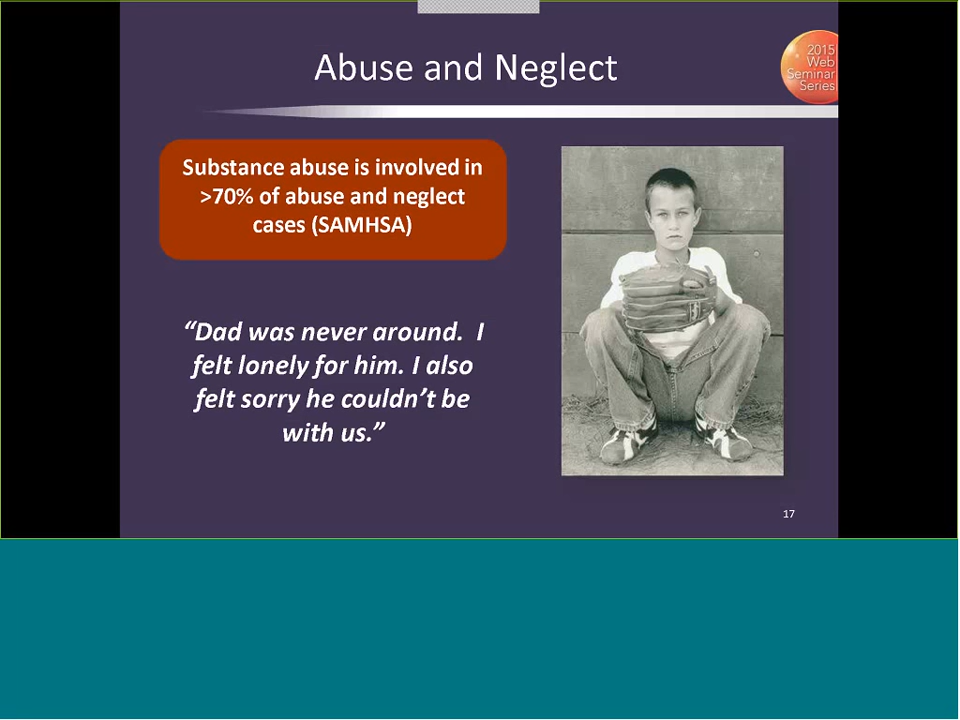 Abuse and Neglect
2015
Web
Seminar
Series
Substance abuse is involved in
>70% of abuse and neglect
cases (SAMHSA)
“Dad was never around.  I
felt lonely for him. I also
felt sorry he couldn’t be
with us.”
17